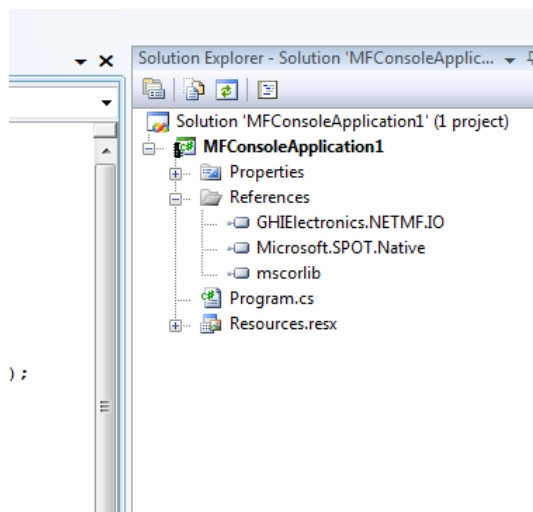 Solution Explorer - Solution 'MFConsoleApplic...
Solution 'MFConsoleApplication1' (1 project)
MFConsoleApplication1
Properties
References
GHIElectronics.NETMF.IO
Microsoft.SPOT.Native
mscorlib
Program.cs
Resources.resx
);